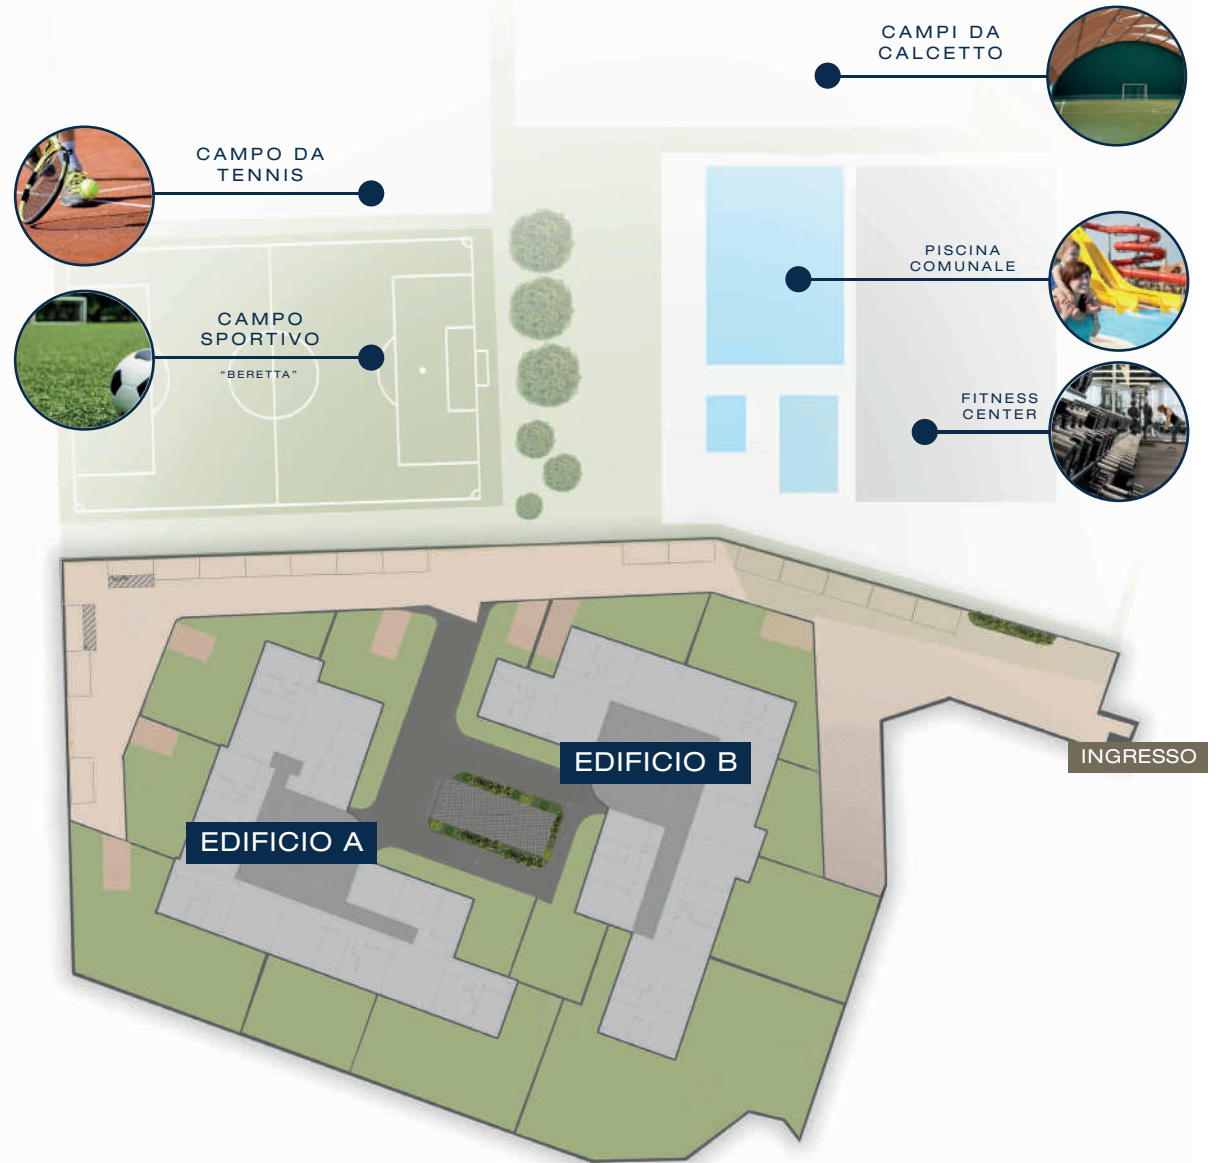 CAMPI DA
CALCETTO
CAMPO DA
TENNIS
PISCINA
COMUNALE
CAMPO
SPORTIVO
“BERETTA”
FITNESS
CENTER
EDIFICIO B
INGRESSO
EDIFICIO A